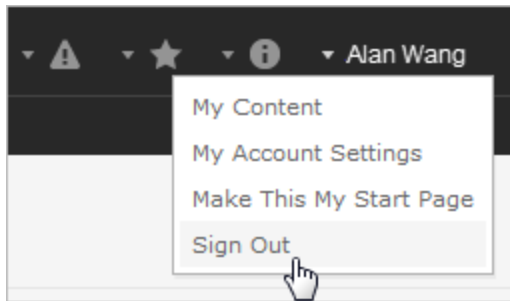 Alan Wang
My Content
My Account Settings
Make This My Start Page
Sign Out